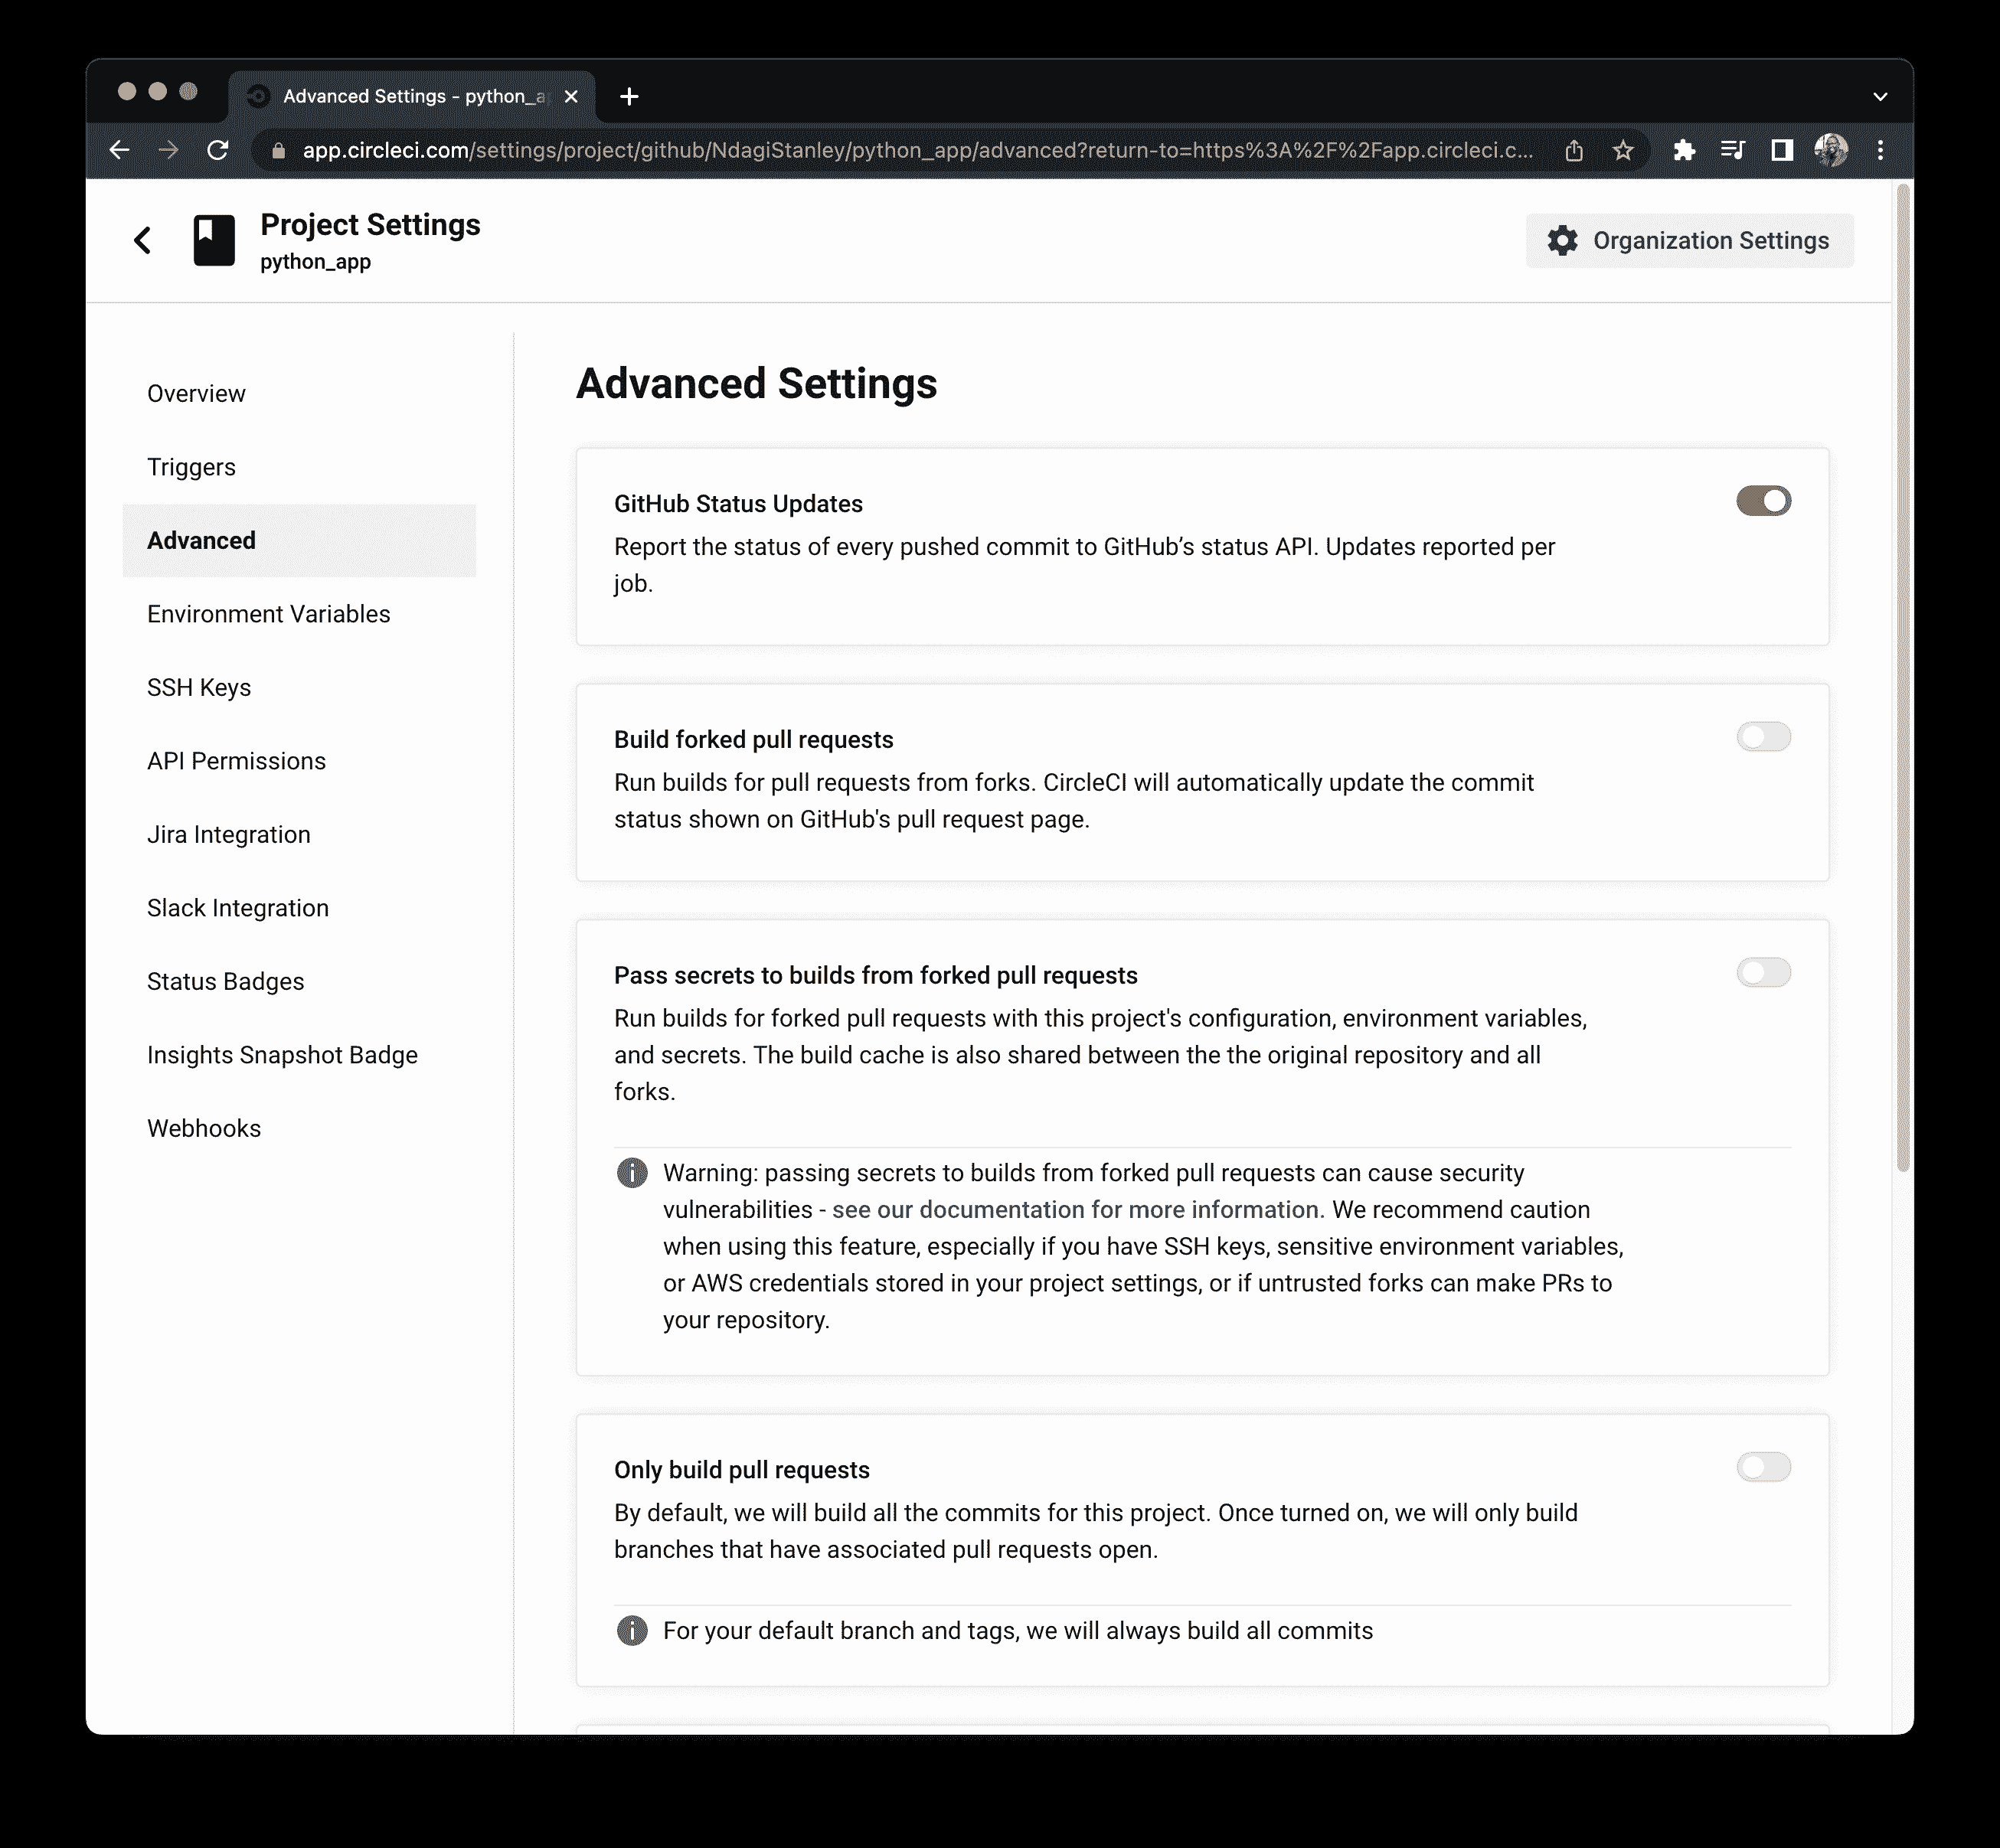 Advanced Settings - python_a
app.circleci.com/settings/project/github/NdagiStanley/python_app/advanced?return-to=https%3A%2F%2Fapp.circleci.c...
Project Settings
python_app
Organization Settings
Overview
Triggers
Advanced
Environment Variables
SSH Keys
API Permissions
Jira Integration
Slack Integration
Status Badges
Insights Snapshot Badge
Webhooks
Advanced Settings
GitHub Status Updates
Report the status of every pushed commit to GitHub’s status API. Updates reported per
job.
Build forked pull requests
Run builds for pull requests from forks. CircleCI will automatically update the commit
status shown on GitHub's pull request page.
Pass secrets to builds from forked pull requests
Run builds for forked pull requests with this project's configuration, environment variables,
and secrets. The build cache is also shared between the the original repository and all
forks.
Warning: passing secrets to builds from forked pull requests can cause security
vulnerabilities - see our documentation for more information. We recommend caution
when using this feature, especially if you have SSH keys, sensitive environment variables,
or AWS credentials stored in your project settings, or if untrusted forks can make PRs to
your repository.
Only build pull requests
By default, we will build all the commits for this project. Once turned on, we will only build
branches that have associated pull requests open.
For your default branch and tags, we will always build all commits